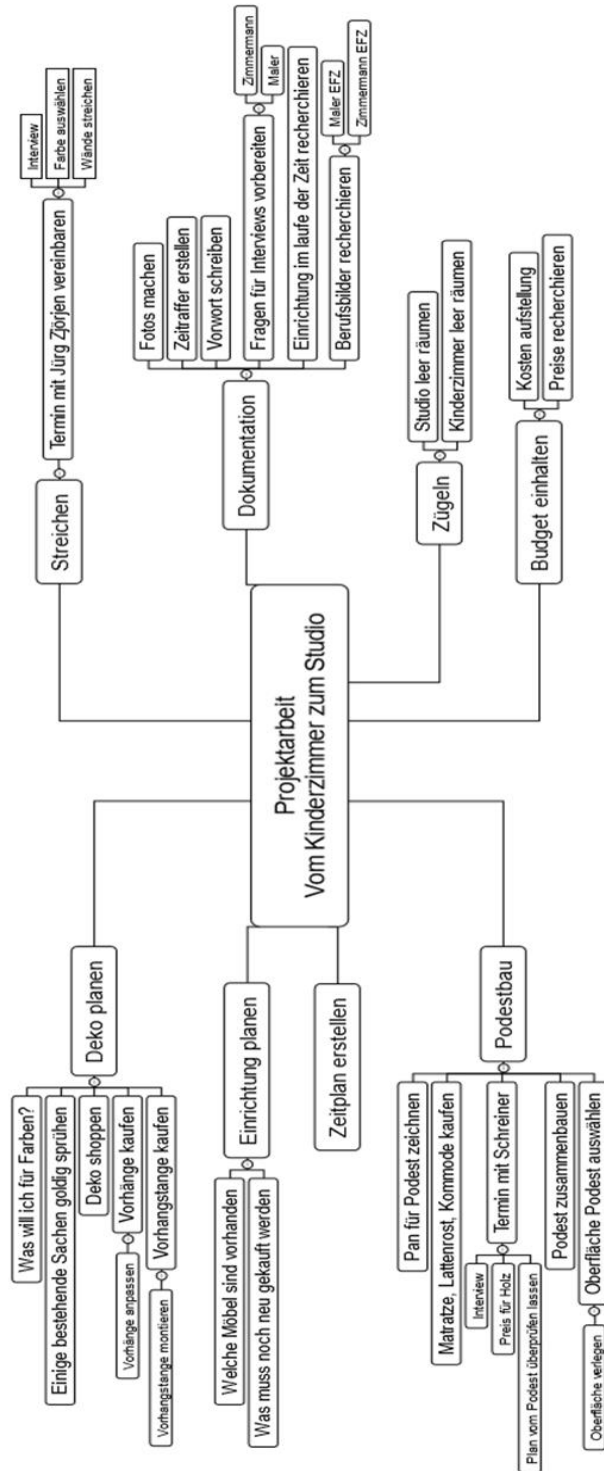 Projektarbeit
Vom Kinderzimmer zum Studio
Deko planen
Was will ich für Farben?
Einige bestehende Sachen goldig sprühen
Deko shoppen
Vorhänge kaufen
Vorhänge anpassen
Vorhangstange kaufen
Vorhangstange montieren
Einrichtung planen
Welche Möbel sind vorhanden
Was muss noch neu gekauft werden
Zeitplan erstellen
Podestbau
Pan für Podest zeichnen
Matratze, Lattenrost, Kommode kaufen
Termin mit Schreiner
Interview
Preis für Holz
Plan vom Podest überprüfen lassen
Podest zusammenbauen
Oberfläche Podest auswählen
Oberfläche verlegen
Streichen
Termin mit Jürg Zjörjen vereinbaren
Interview
Farbe auswählen
Wände streichen
Dokumentation
Fotos machen
Zeitraffer erstellen
Vorwort schreiben
Fragen für Interviews vorbereiten
Zimmermann
Maler
Einrichtung im laufe der Zeit recherchieren
Berufsbilder recherchieren
Maler EFZ
Zimmermann EFZ
Zügeln
Studio leer räumen
Kinderzimmer leer räumen
Budget einhalten
Kosten aufstellung
Preise recherchieren